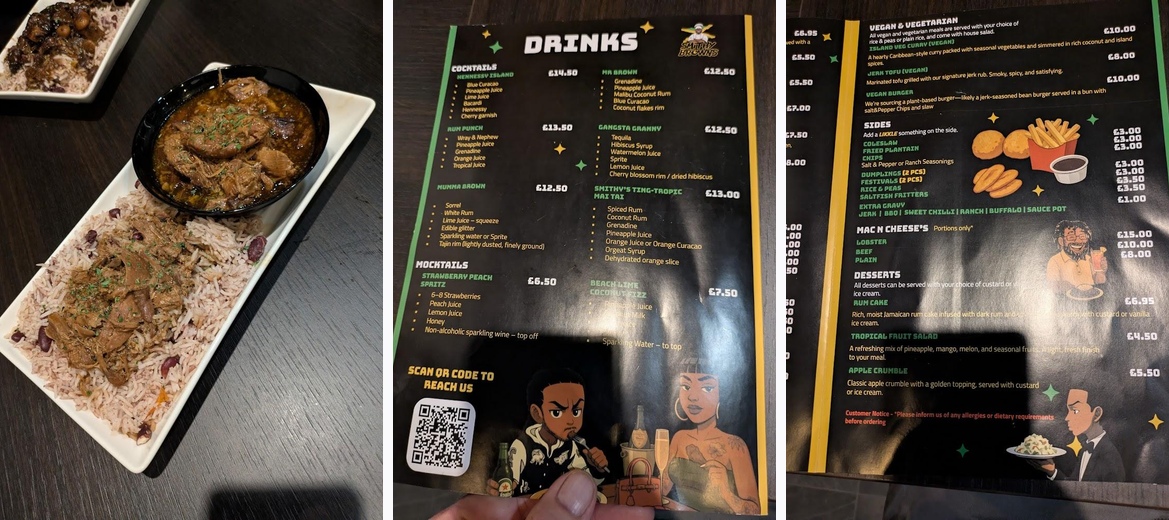 DRINKS
COCKTAILS
HENNESSY ISLAND £14.50
Blue Curacao
Pineapple Juice
Lime Juice
Bacardi
Hennessy
Cherry garnish
RUM PUNCH £13.50
Wray & Nephew
Pineapple Juice
Grenadine
Orange Juice
Tropical Juice
MUMMA BROWN £12.50
Sorrel
White Rum
Lime Juice – squeeze
Edible glitter
Sparkling water or Sprite
Tajin rim (lightly dusted, finely ground)
MR BROWN £12.50
Grenadine
Pineapple Juice
Malibu Coconut Rum
Blue Curacao
Coconut flakes rim
GANGSTA GRANNY £12.50
Tequila
Hibiscus Syrup
Watermelon Juice
Sprite
Lemon Juice
Cherry blossom rim / dried hibiscus
SMITHY'S TING-TROPIC £13.00
MAI TAI
Spiced Rum
Coconut Rum
Grenadine
Pineapple Juice
Orange Juice or Orange Curacao
Orgeat Syrup
Dehydrated orange slice
MOCKTAILS
STRAWBERRY PEACH £6.50
SPRITZ
6–8 Strawberries
Peach Juice
Lemon Juice
Honey
Non-alcoholic sparkling wine – top off
BEACH LIME £7.50
COCONUT FIZZ
Juice
Milk
Sparkling Water – to top
SCAN OR CODE TO
REACH US
£6.95
£5.50
£5.50
VEGAN & VEGETARIAN
All vegan and vegetarian meals are served with your choice of
rice & peas or plain rice, and come with house salad.
ISLAND VEG CURRY (VEGAN) £10.00
A hearty Caribbean-style curry packed with seasonal vegetables and simmered in rich coconut and island
spices.
JERK TOFU (VEGAN) £8.00
Marinated tofu grilled with our signature jerk rub. Smoky, spicy, and satisfying.
VEGAN BURGER £10.00
We're sourcing a plant-based burger—likely a jerk-seasoned bean burger served in a bun with
salt&Pepper Chips and slaw
SIDES
Add a LIKKLE something on the side.
COLESLAW £3.00
FRIED PLANTAIN £3.00
CHIPS £3.00
Salt & Pepper or Ranch Seasonings
DUMPLINGS (2 PCS) £3.00
FESTIVALS (2 PCS) £3.00
RICE & PEAS £3.50
SALTFISH FRITTERS £3.50
EXTRA GRAVY £1.00
JERK | BBQ | SWEET CHILLI | RANCH | BUFFALO | SAUCE POT
MAC N CHEESE'S Portions only*
LOBSTER £15.00
BEEF £10.00
PLAIN £8.00
DESSERTS
All desserts can be served with your choice of custard or
ice cream.
RUM CAKE £6.95
Rich, moist Jamaican rum cake infused with dark rum and with custard or vanilla
ice cream.
TROPICAL FRUIT SALAD £4.50
A refreshing mix of pineapple, mango, melon, and seasonal fruits. A light, fresh finish
to your meal.
APPLE CRUMBLE £5.50
Classic apple crumble with a golden topping, served with custard
or ice cream.
Customer Notice - *Please inform us of any allergies or dietary requirements
before ordering